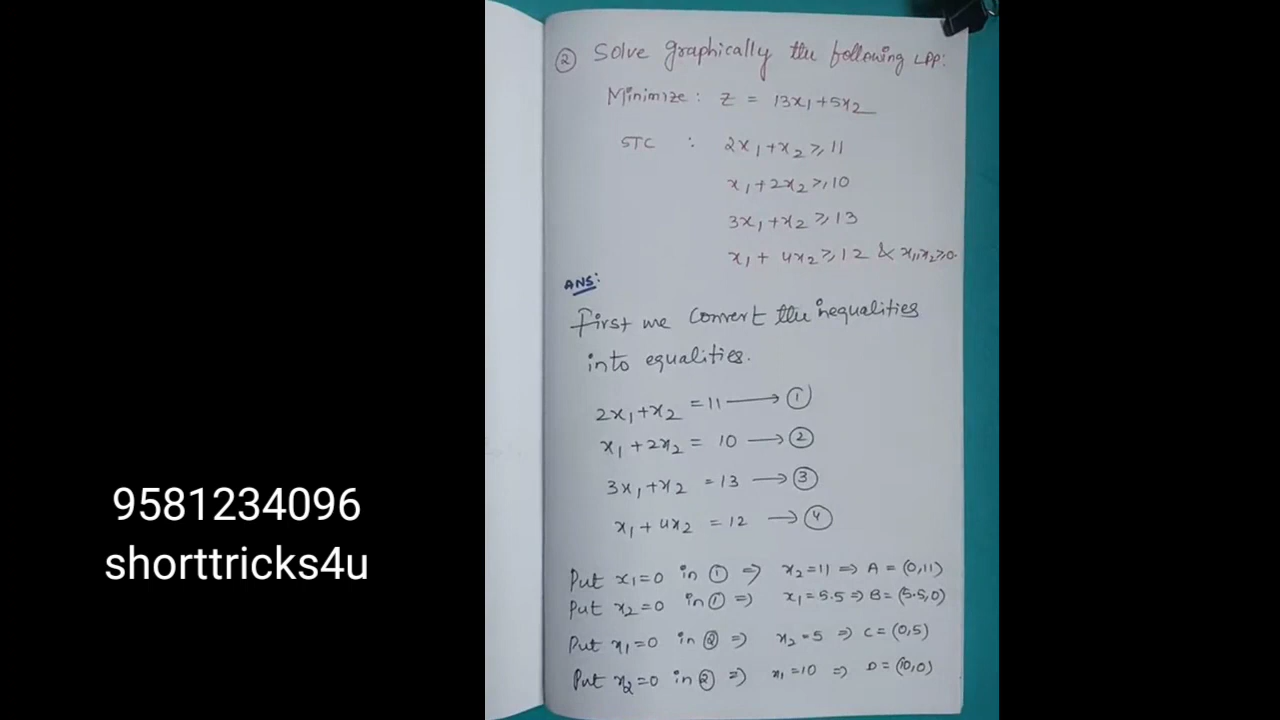 ② Solve graphically the following LPP:
Minimize: Z = 13x₁+5x₂
STC : 2x₁+x₂≥11
x₁+2x₂≥10
3x₁+x₂≥13
x₁+4x₂≥12 & x₁,x₂≥0.
ANS:
First we convert the inequalities
into equalities.
2x₁+x₂ =11 → ①
x₁+2x₂ = 10 → ②
3x₁+x₂ =13 → ③
x₁+4x₂ =12 → ④
Put x₁=0 in ① ⇒ x₂=11 ⇒ A = (0,11)
Put x₂=0 in ① ⇒ x₁=5.5 ⇒ B= (5.5,0)
Put x₁=0 in ② ⇒ x₂=5 ⇒ C= (0,5)
Put x₂=0 in ② ⇒ x₁=10 ⇒ D = (10,0)
9581234096
shorttricks4u